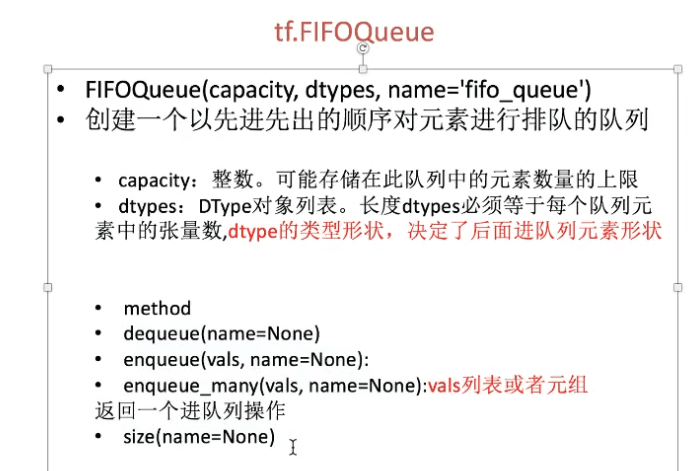 tf.FIFOQueue
• FIFOQueue(capacity, dtypes, name='fifo_queue')
• 创建一个以先进先出的顺序对元素进行排队的队列
• capacity：整数。可能存储在此队列中的元素数量的上限
• dtypes：DType对象列表。长度dtypes必须等于每个队列元
素中的张量数,dtype的类型形状，决定了后面进队列元素形状
• method
• dequeue(name=None)
• enqueue(vals, name=None):
• enqueue_many(vals, name=None):vals列表或者元组
返回一个进队列操作
• size(name=None)